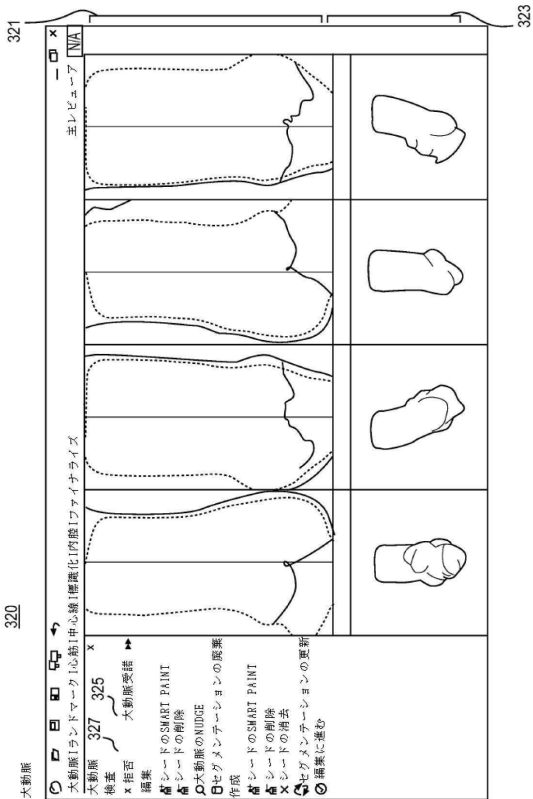 320
大動脈
主レビューア
N/A
大動脈|ランドマーク|心筋|中心線|標識化|内腔|ファイナライズ
大動脈
327
325
検査
x 拒否
大動脈受諾
編集
シードのSMART PAINT
シードの削除
大動脈のNUDGE
セグメンテーションの廃棄
作成
シードのSMART PAINT
シードの削除
シードの消去
セグメンテーションの更新
編集に進む
321
323